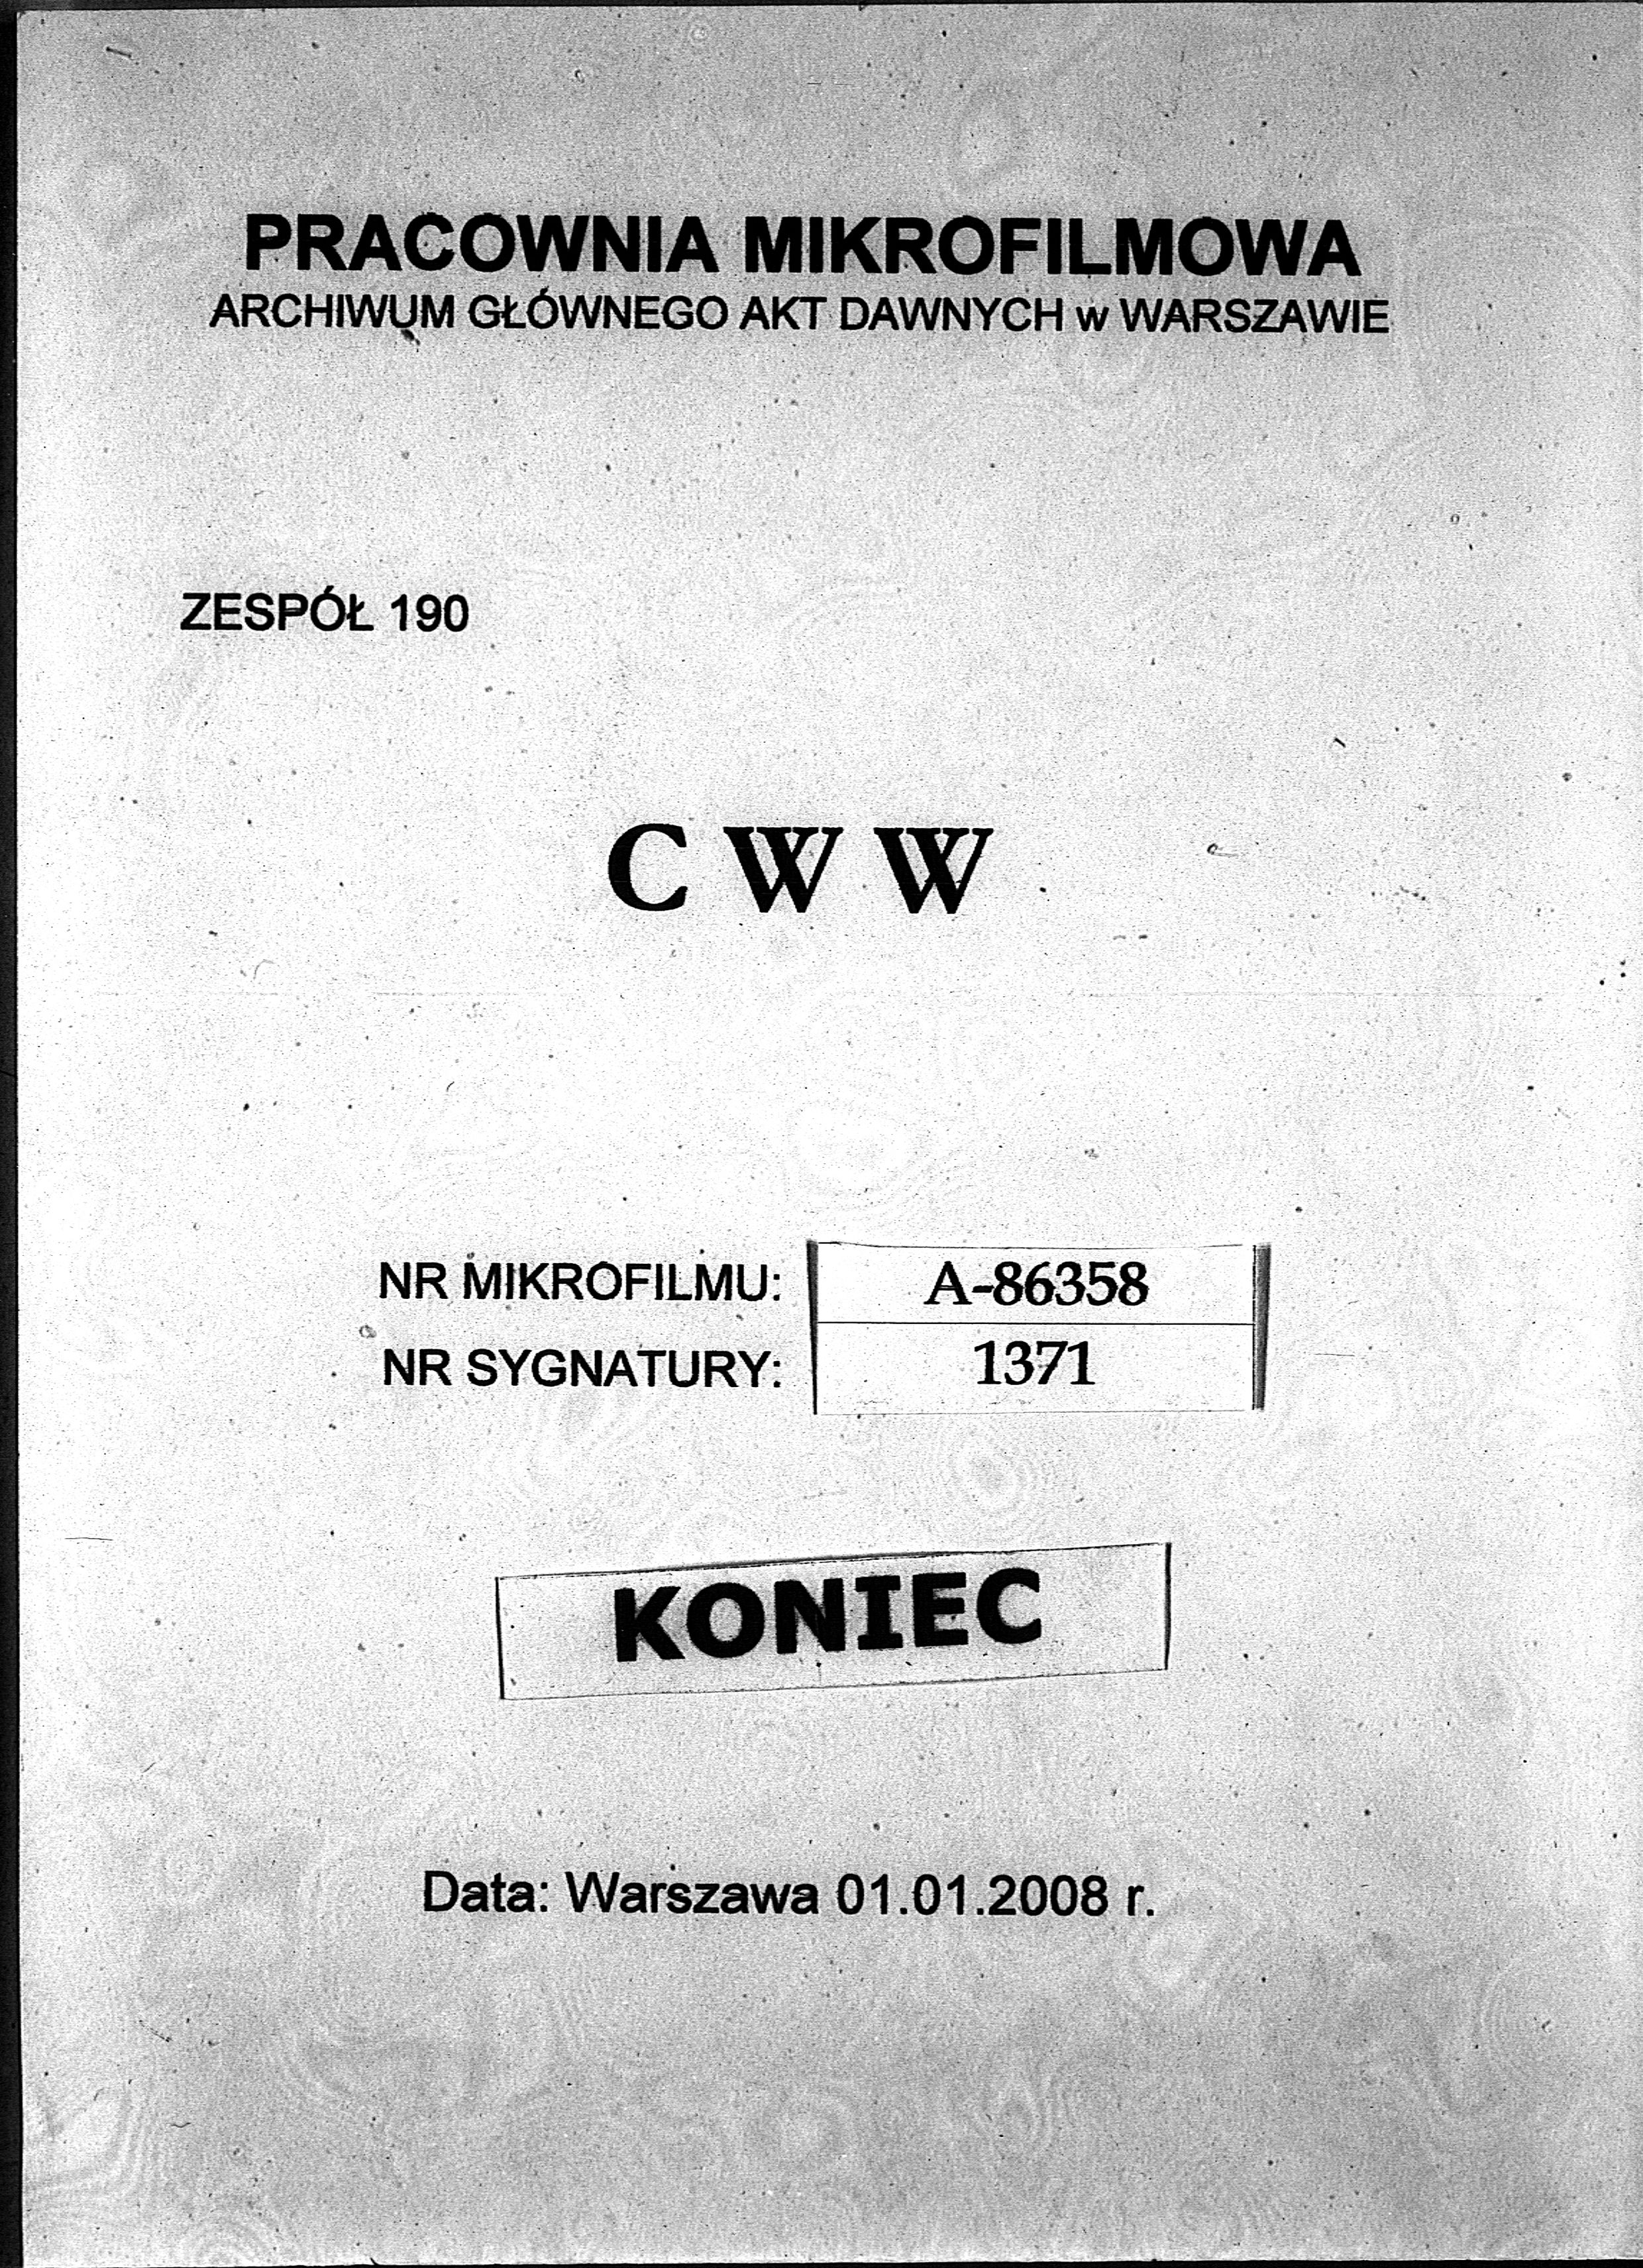 PRACOWNIA MIKROFILMOWA
ARCHIWUM GŁÓWNEGO AKT DAWNYCH w WARSZAWIE
ZESPÓŁ 190
C W W
NR MIKROFILMU: A-86358
NR SYGNATURY: 1371
KONIEC
Data: Warszawa 01.01.2008 r.